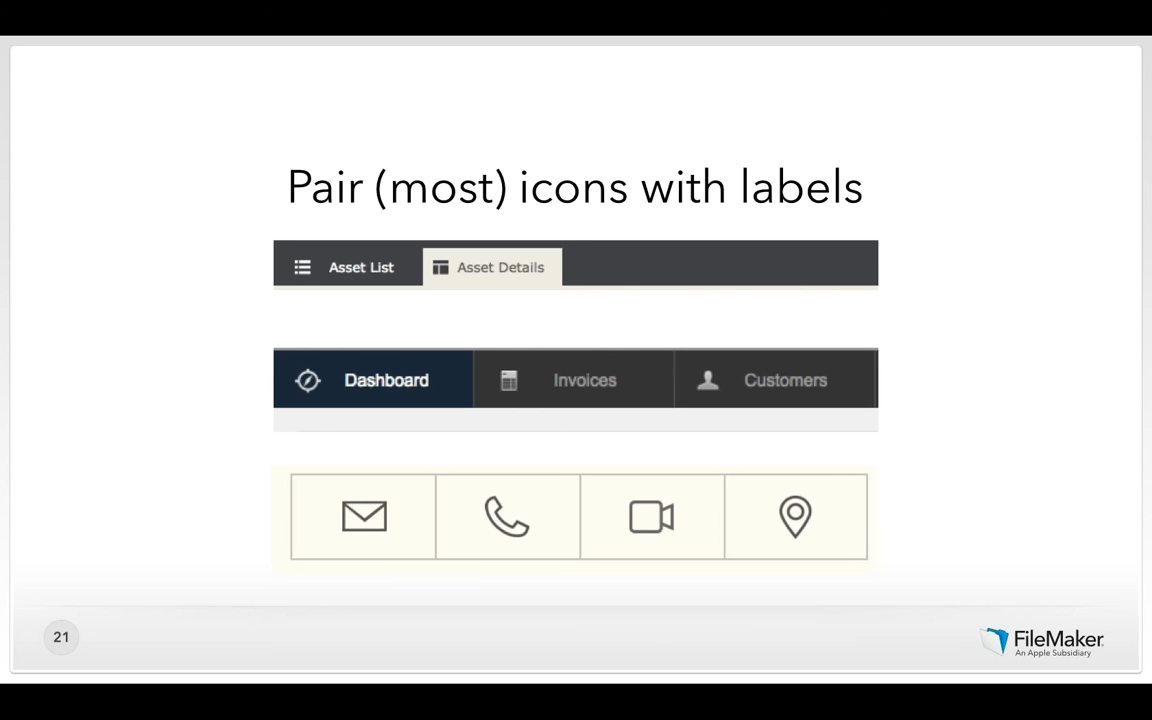 Pair (most) icons with labels
Asset List Asset Details
Dashboard Invoices Customers
21
FileMaker
An Apple Subsidiary